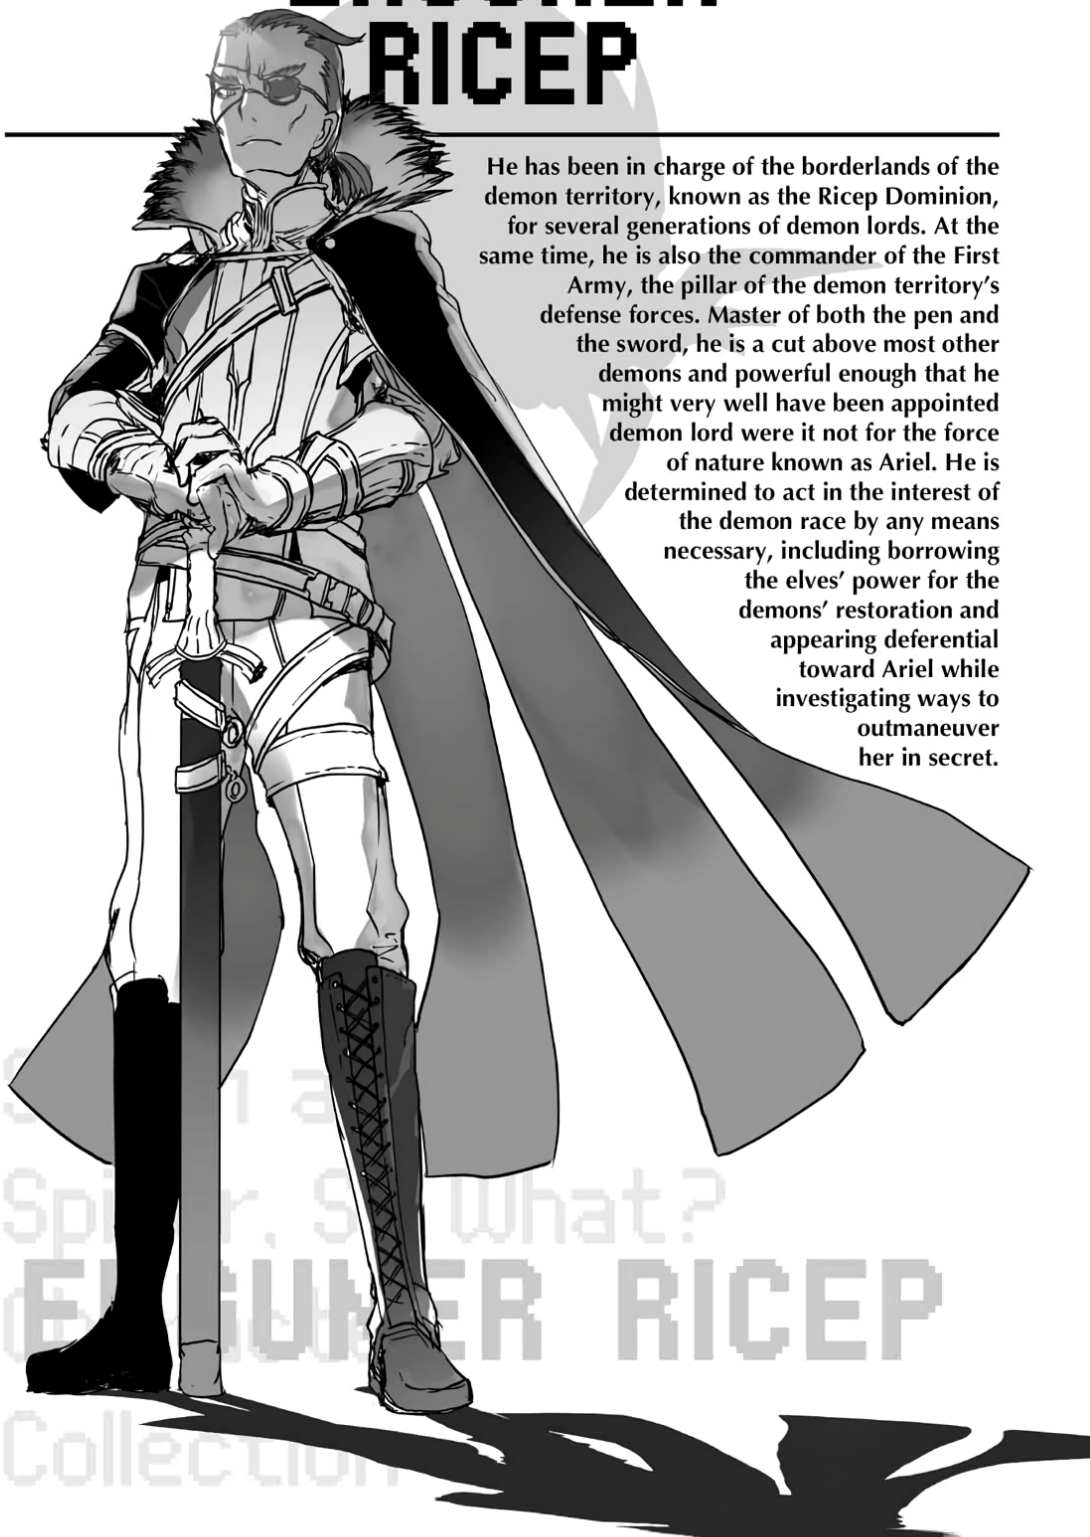 RICEP
He has been in charge of the borderlands of the
demon territory, known as the Ricep Dominion,
for several generations of demon lords. At the
same time, he is also the commander of the First
Army, the pillar of the demon territory’s
defense forces. Master of both the pen and
the sword, he is a cut above most other
demons and powerful enough that he
might very well have been appointed
demon lord were it not for the force
of nature known as Ariel. He is
determined to act in the interest of
the demon race by any means
necessary, including borrowing
the elves’ power for the
demons’ restoration and
appearing deferential
toward Ariel while
investigating ways to
outmaneuver
her in secret.
What?
RICEP
Collection